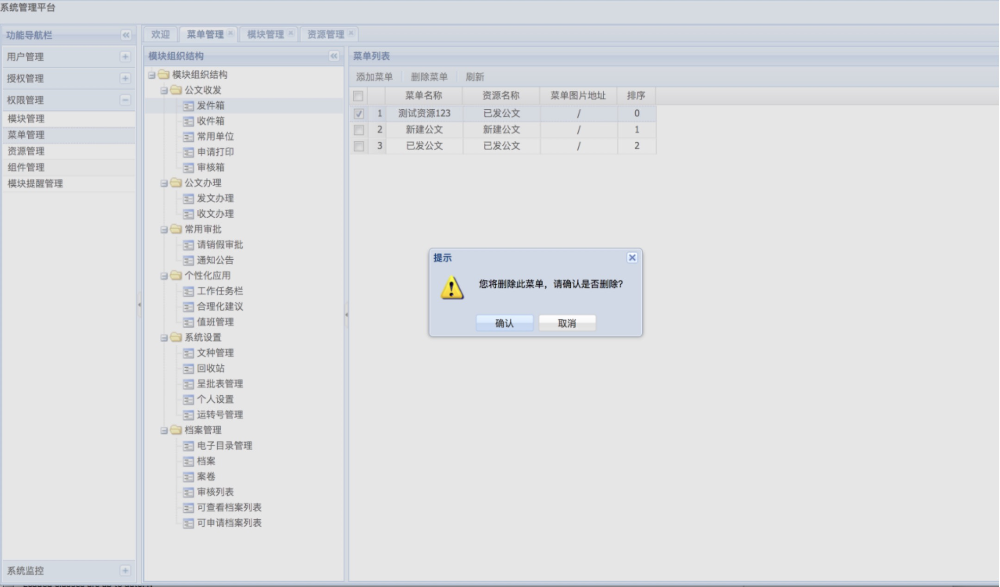 系统管理平台
功能导航栏
用户管理
授权管理
权限管理
模块管理
菜单管理
资源管理
组件管理
模块提醒管理
系统监控
欢迎 菜单管理 模块管理 资源管理
模块组织结构
模块组织结构
公文收发
发件箱
收件箱
常用单位
申请打印
审核箱
公文办理
发文办理
收文办理
常用审批
请销假审批
通知公告
个性化应用
工作任务栏
合理化建议
值班管理
系统设置
文种管理
回收站
呈批表管理
个人设置
运转号管理
档案管理
电子目录管理
档案
案卷
审核列表
可查看档案列表
可申请档案列表
菜单列表
添加菜单 删除菜单 刷新
菜单名称 资源名称 菜单图片地址 排序
1 测试资源123 已发公文 / 0
2 新建公文 新建公文 / 1
3 已发公文 已发公文 / 2
提示
您将删除此菜单，请确认是否删除?
确认 取消